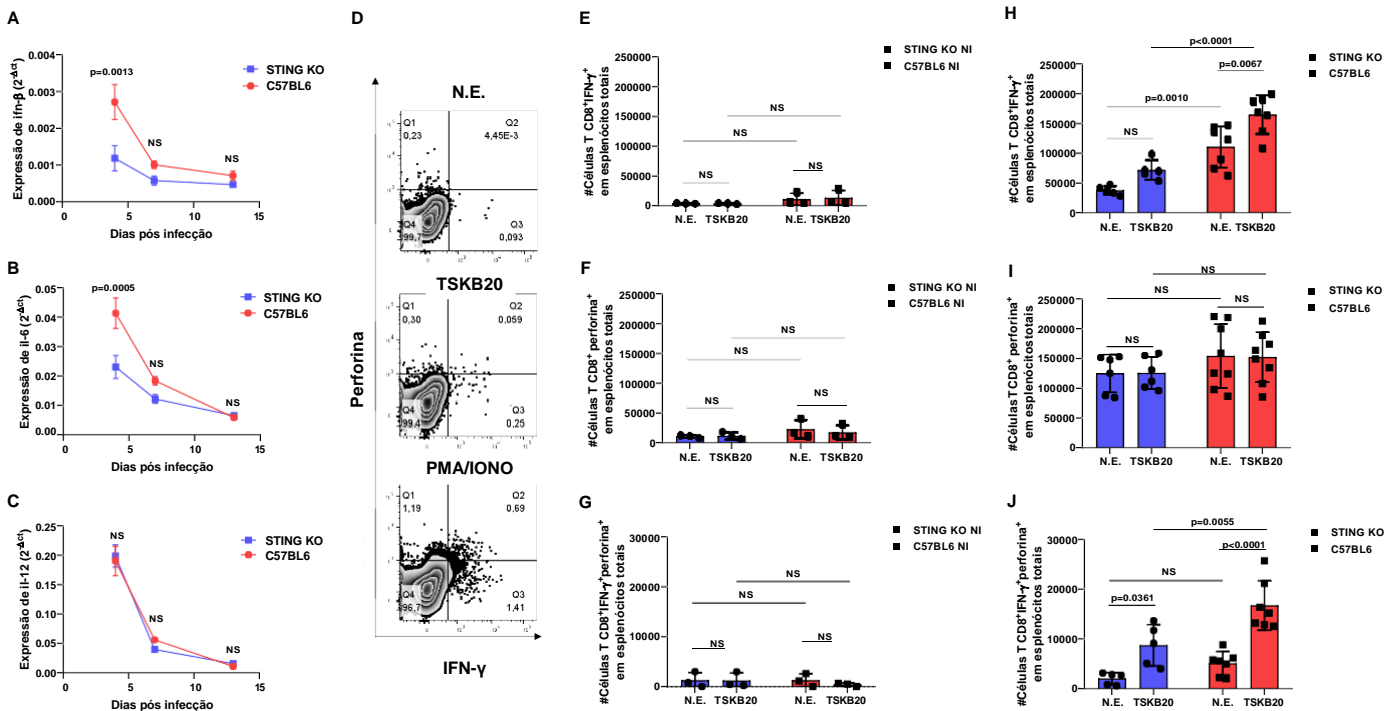 A
Expressão de ifn-β (2^-Δct)
0.004
0.003
0.002
0.001
0.000
p=0.0013
NS
NS
STING KO
C57BL6
0
5
10
15
Dias pós infecção
B
Expressão de il-6 (2^-Δct)
0.05
0.04
0.03
0.02
0.01
0.00
p=0.0005
NS
NS
STING KO
C57BL6
0
5
10
15
Dias pós infecção
C
Expressão de il-12 (2^-Δct)
0.25
0.20
0.15
0.10
0.05
0.00
NS
NS
NS
STING KO
C57BL6
0
5
10
15
Dias pós infecção
D
Perforina
N.E.
Q1
0,23
Q2
4,45E-3
Q4
99,7
Q3
0,093
TSKB20
Q1
0,30
Q2
0,059
Q4
99,4
Q3
0,25
PMA/IONO
Q1
1,19
Q2
0,69
Q4
96,7
Q3
1,41
IFN-γ
E
#Células T CD8⁺IFN-γ⁺
em esplenócitos totais
250000
200000
150000
100000
50000
0
STING KO NI
C57BL6 NI
NS
NS
NS
NS
N.E.
TSKB20
N.E.
TSKB20
F
#Células T CD8⁺ perforina⁺
em esplenócitos totais
250000
200000
150000
100000
50000
0
STING KO NI
C57BL6 NI
NS
NS
NS
NS
N.E.
TSKB20
N.E.
TSKB20
G
#Células T CD8⁺IFN-γ⁺perforina⁺
em esplenócitos totais
30000
20000
10000
0
STING KO NI
C57BL6 NI
NS
NS
NS
NS
N.E.
TSKB20
N.E.
TSKB20
H
#Células T CD8⁺IFN-γ⁺
em esplenócitos totais
250000
200000
150000
100000
50000
0
STING KO
C57BL6
p<0.0001
p=0.0067
p=0.0010
NS
N.E.
TSKB20
N.E.
TSKB20
I
#Células T CD8⁺ perforina⁺
em esplenócitos totais
250000
200000
150000
100000
50000
0
STING KO
C57BL6
NS
NS
NS
NS
N.E.
TSKB20
N.E.
TSKB20
J
#Células T CD8⁺IFN-γ⁺perforina⁺
em esplenócitos totais
30000
20000
10000
0
STING KO
C57BL6
p=0.0055
p<0.0001
NS
p=0.0361
N.E.
TSKB20
N.E.
TSKB20